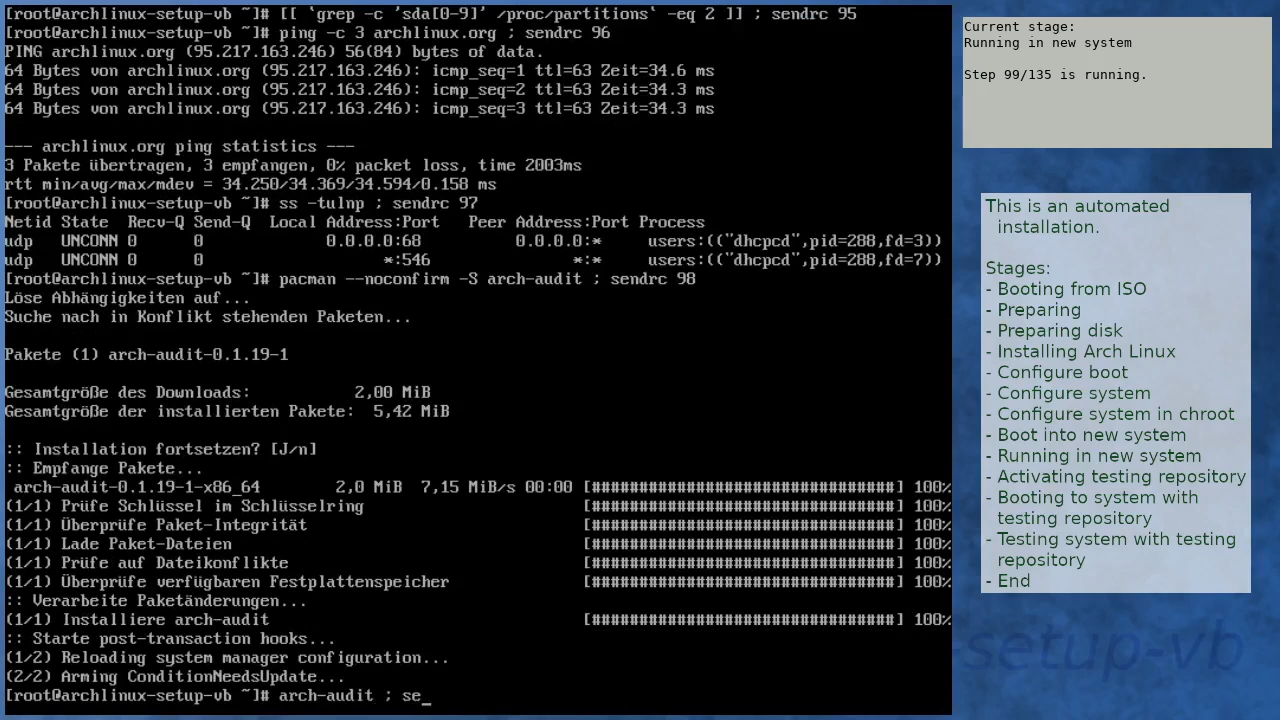 [root@archlinux-setup-vb ~]# [[ `grep -c 'sda[0-9]' /proc/partitions` -eq 2 ]] ; sendrc 95
[root@archlinux-setup-vb ~]# ping -c 3 archlinux.org ; sendrc 96
PING archlinux.org (95.217.163.246) 56(84) bytes of data.
64 Bytes von archlinux.org (95.217.163.246): icmp_seq=1 ttl=63 Zeit=34.6 ms
64 Bytes von archlinux.org (95.217.163.246): icmp_seq=2 ttl=63 Zeit=34.3 ms
64 Bytes von archlinux.org (95.217.163.246): icmp_seq=3 ttl=63 Zeit=34.3 ms
--- archlinux.org ping statistics ---
3 Pakete übertragen, 3 empfangen, 0% packet loss, time 2003ms
rtt min/avg/max/mdev = 34.250/34.369/34.594/0.158 ms
[root@archlinux-setup-vb ~]# ss -tulnp ; sendrc 97
Netid State  Recv-Q Send-Q  Local Address:Port   Peer Address:Port Process
udp   UNCONN 0      0             0.0.0.0:68          0.0.0.0:*     users:(("dhcpcd",pid=288,fd=3))
udp   UNCONN 0      0                   *:546               *:*     users:(("dhcpcd",pid=288,fd=7))
[root@archlinux-setup-vb ~]# pacman --noconfirm -S arch-audit ; sendrc 98
Löse Abhängigkeiten auf...
Suche nach in Konflikt stehenden Paketen...
Pakete (1) arch-audit-0.1.19-1
Gesamtgröße des Downloads:           2,00 MiB
Gesamtgröße der installierten Pakete:  5,42 MiB
:: Installation fortsetzen? [J/n]
:: Empfange Pakete...
arch-audit-0.1.19-1-x86_64        2,0 MiB  7,15 MiB/s 00:00 [################################] 100%
(1/1) Prüfe Schlüssel im Schlüsselring                       [################################] 100%
(1/1) Überprüfe Paket-Integrität                             [################################] 100%
(1/1) Lade Paket-Dateien                                     [################################] 100%
(1/1) Prüfe auf Dateikonflikte                               [################################] 100%
(1/1) Überprüfe verfügbaren Festplattenspeicher              [################################] 100%
:: Verarbeite Paketänderungen...
(1/1) Installiere arch-audit                                 [################################] 100%
:: Starte post-transaction hooks...
(1/2) Reloading system manager configuration...
(2/2) Arming ConditionNeedsUpdate...
[root@archlinux-setup-vb ~]# arch-audit ; se_
Current stage:
Running in new system
Step 99/135 is running.
This is an automated
installation.
Stages:
- Booting from ISO
- Preparing
- Preparing disk
- Installing Arch Linux
- Configure boot
- Configure system
- Configure system in chroot
- Boot into new system
- Running in new system
- Activating testing repository
- Booting to system with
testing repository
- Testing system with testing
repository
- End
-setup-vb